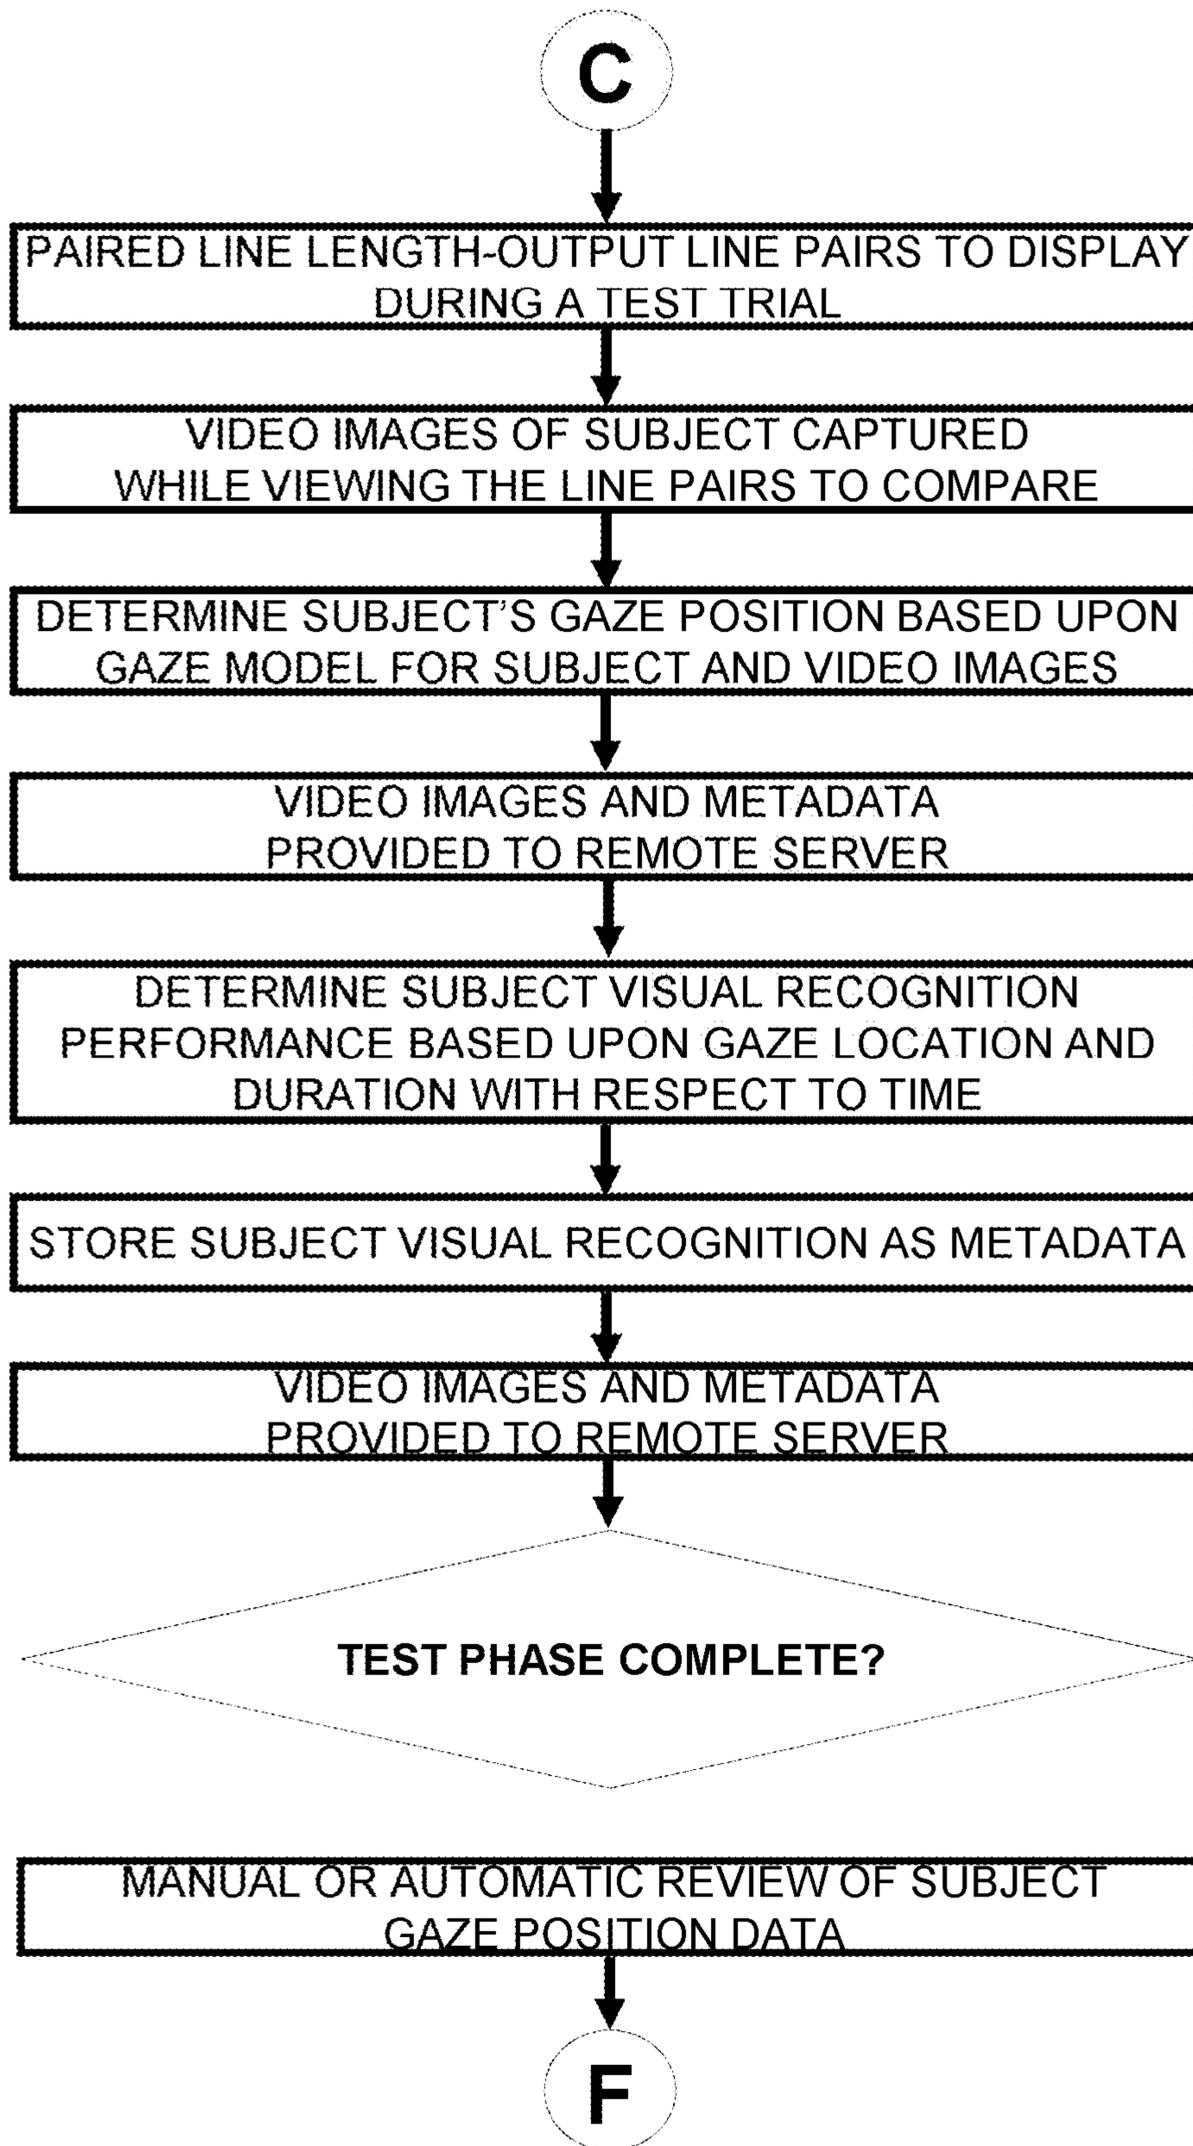 C
PAIRED LINE LENGTH-OUTPUT LINE PAIRS TO DISPLAY
DURING A TEST TRIAL
VIDEO IMAGES OF SUBJECT CAPTURED
WHILE VIEWING THE LINE PAIRS TO COMPARE
DETERMINE SUBJECT'S GAZE POSITION BASED UPON
GAZE MODEL FOR SUBJECT AND VIDEO IMAGES
VIDEO IMAGES AND METADATA
PROVIDED TO REMOTE SERVER
DETERMINE SUBJECT VISUAL RECOGNITION
PERFORMANCE BASED UPON GAZE LOCATION AND
DURATION WITH RESPECT TO TIME
STORE SUBJECT VISUAL RECOGNITION AS METADATA
VIDEO IMAGES AND METADATA
PROVIDED TO REMOTE SERVER
TEST PHASE COMPLETE?
MANUAL OR AUTOMATIC REVIEW OF SUBJECT
GAZE POSITION DATA
F